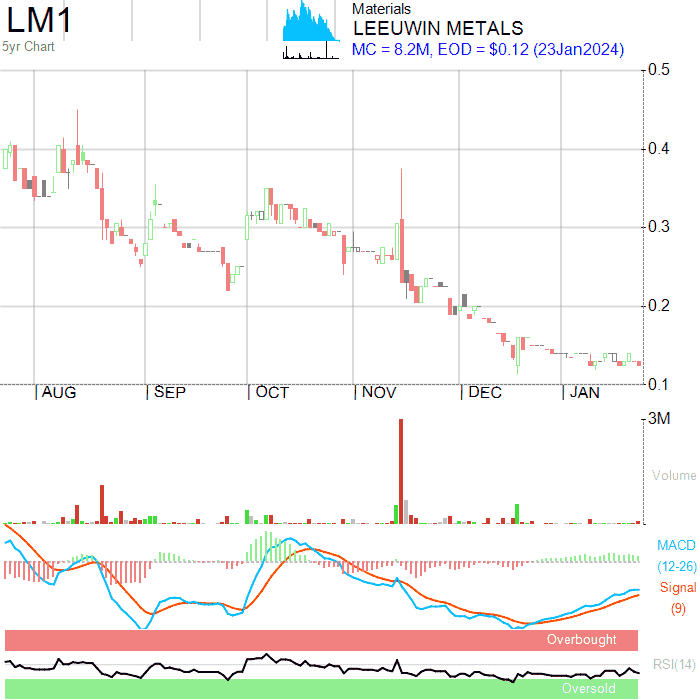 LM1
5yr Chart
Materials
LEEUWIN METALS
MC = 8.2M, EOD = $0.12 (23Jan2024)
0.5
0.4
0.3
0.2
0.1
AUG SEP OCT NOV DEC JAN
3M
Volume
MACD
(12-26)
Signal
(9)
Overbought
RSI(14)
Oversold